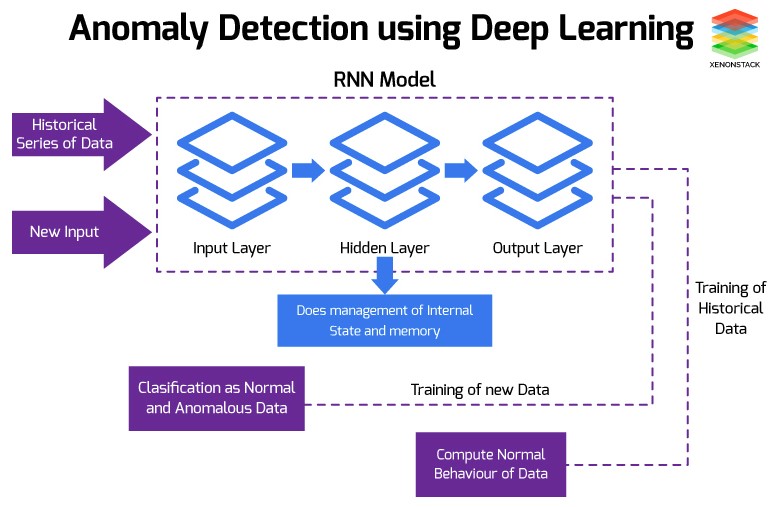 Anomaly Detection using Deep Learning
XENONSTACK
RNN Model
Historical
Series of Data
New Input
Input Layer
Hidden Layer
Output Layer
Does management of Internal
State and memory
Training of
Historical
Data
Clasification as Normal
and Anomalous Data
Training of new Data
Compute Normal
Behaviour of Data